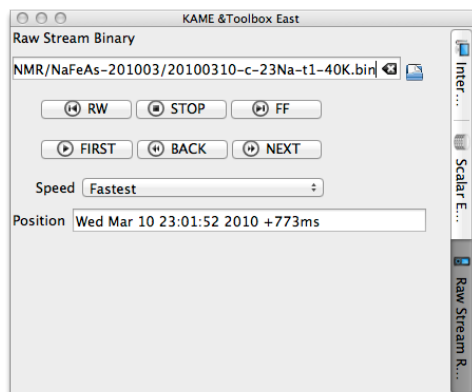 KAME &Toolbox East
Raw Stream Binary
NMR/NaFeAs-201003/20100310-c-23Na-t1-40K.bin
RW
STOP
FF
FIRST
BACK
NEXT
Speed
Fastest
Position
Wed Mar 10 23:01:52 2010 +773ms
Inter...
Scalar E...
Raw Stream R...